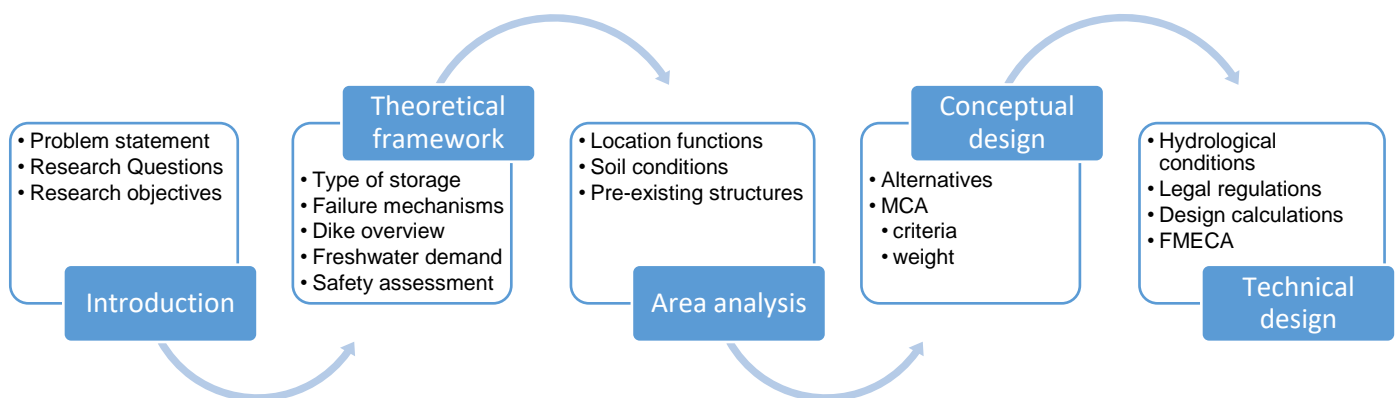 • Problem statement
• Research Questions
• Research objectives
Introduction
Theoretical
framework
• Type of storage
• Failure mechanisms
• Dike overview
• Freshwater demand
• Safety assessment
• Location functions
• Soil conditions
• Pre-existing structures
Area analysis
Conceptual
design
• Alternatives
• MCA
• criteria
• weight
• Hydrological
conditions
• Legal regulations
• Design calculations
• FMECA
Technical
design